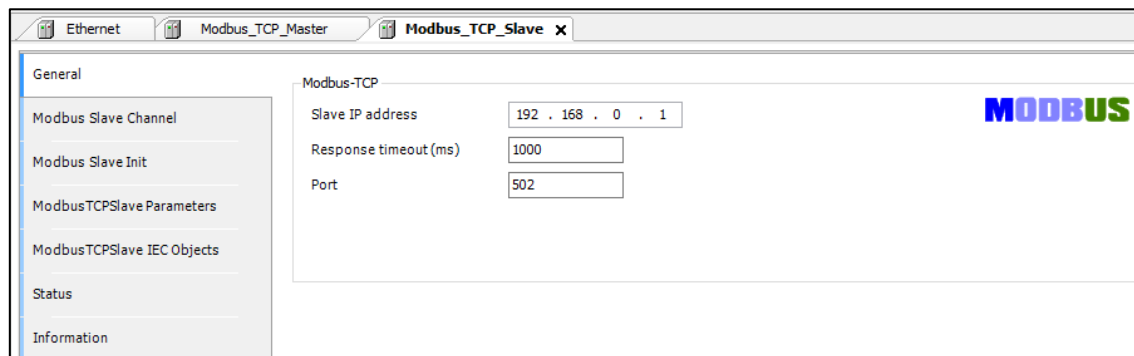 Ethernet Modbus_TCP_Master Modbus_TCP_Slave x
General
Modbus Slave Channel
Modbus Slave Init
ModbusTCPSlave Parameters
ModbusTCPSlave IEC Objects
Status
Information
Modbus-TCP
Slave IP address 192 . 168 . 0 . 1
Response timeout (ms) 1000
Port 502
MODBUS